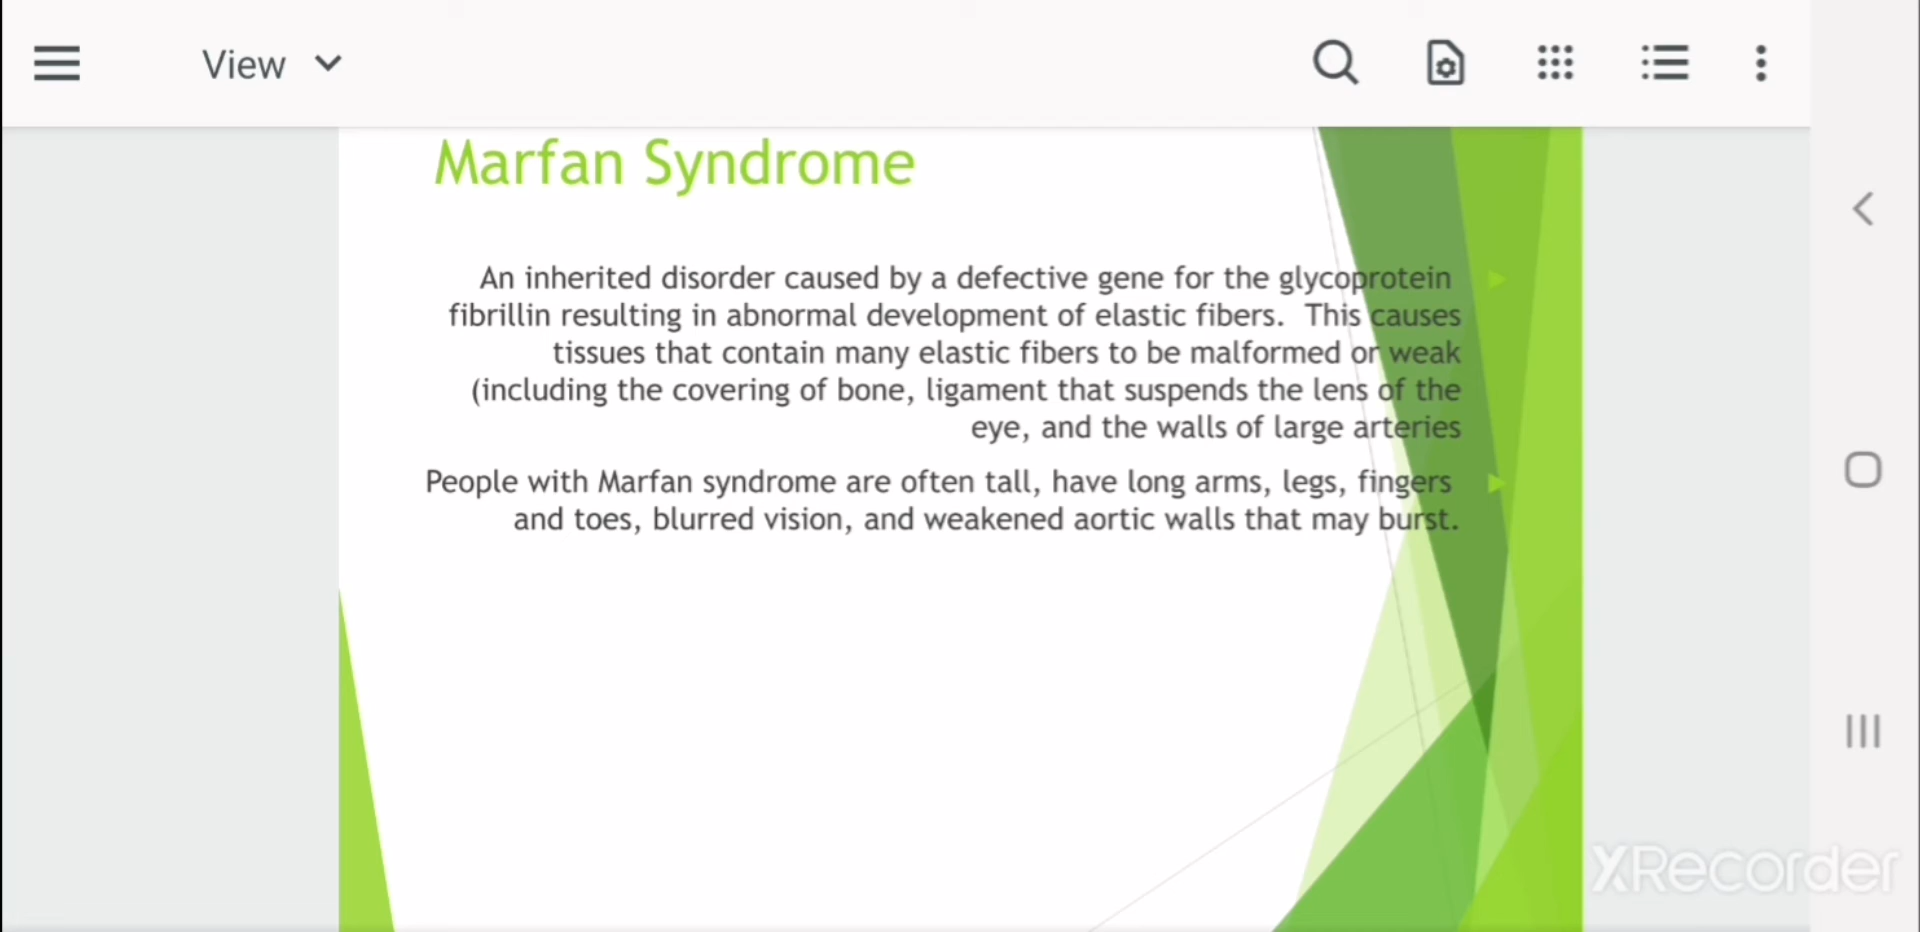 View
Marfan Syndrome
An inherited disorder caused by a defective gene for the glycoprotein
fibrillin resulting in abnormal development of elastic fibers.  This causes
tissues that contain many elastic fibers to be malformed or weak
(including the covering of bone, ligament that suspends the lens of the
eye, and the walls of large arteries
People with Marfan syndrome are often tall, have long arms, legs, fingers
and toes, blurred vision, and weakened aortic walls that may burst.
XRecorder